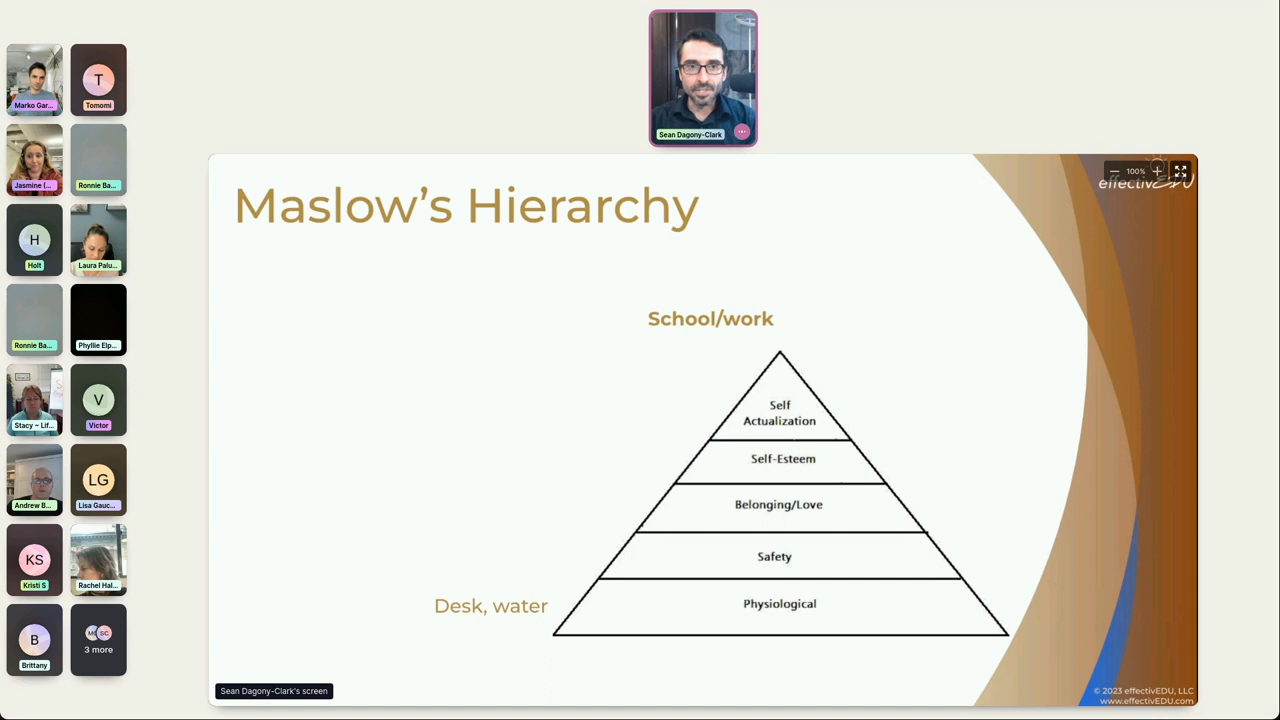 Sean Dagony-Clark
Marko Gar...
T
Tomomi
Jasmine (...
Ronnie Ba...
H
Holt
Laura Palu...
Ronnie Ba...
Phyllie Elp...
Stacy ~ Lif...
V
Victor
Andrew B...
LG
Lisa Gauc...
KS
Kristi S
Rachel Hal...
B
Brittany
SC
3 more
100%
effectivEDU
Maslow’s Hierarchy
School/work
Self
Actualization
Self-Esteem
Belonging/Love
Safety
Physiological
Desk, water
Sean Dagony-Clark's screen
© 2023 effectivEDU, LLC
www.effectivEDU.com